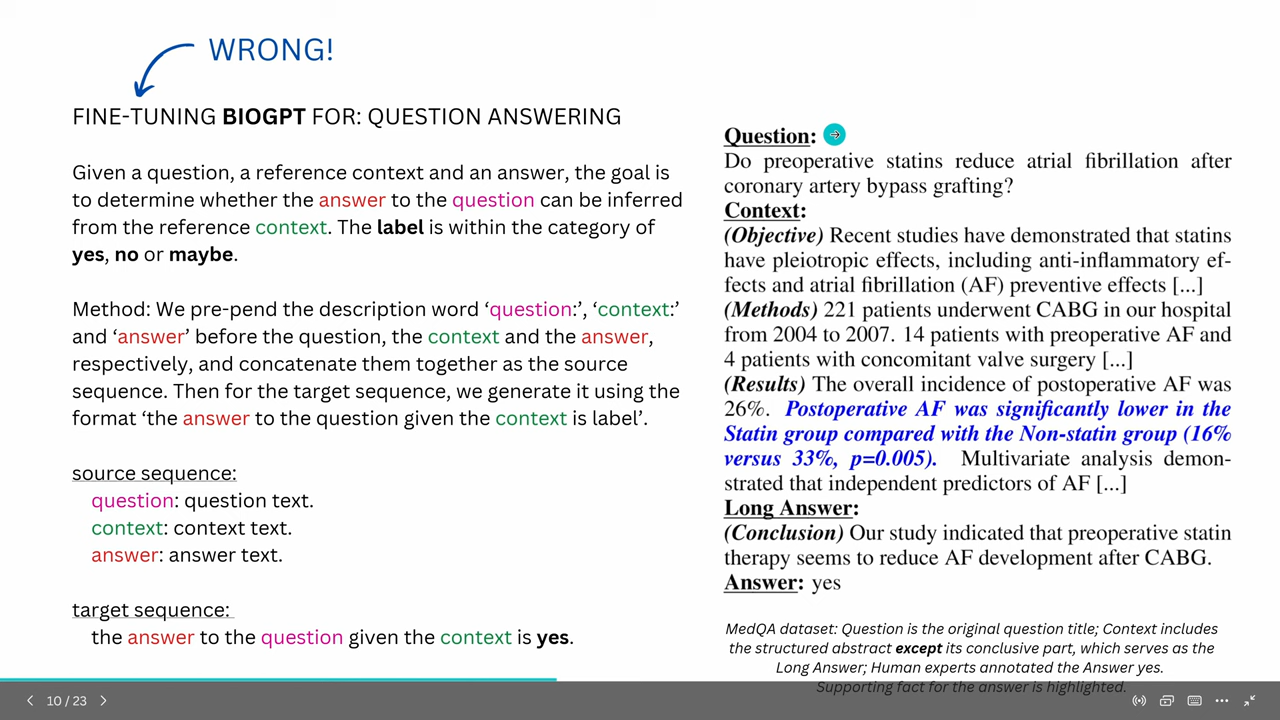 WRONG!
FINE-TUNING BIOGPT FOR: QUESTION ANSWERING
Given a question, a reference context and an answer, the goal is
to determine whether the answer to the question can be inferred
from the reference context. The label is within the category of
yes, no or maybe.
Method: We pre-pend the description word ‘question:’, ‘context:’
and ‘answer’ before the question, the context and the answer,
respectively, and concatenate them together as the source
sequence. Then for the target sequence, we generate it using the
format ‘the answer to the question given the context is label’.
source sequence:
question: question text.
context: context text.
answer: answer text.
target sequence:
the answer to the question given the context is yes.
Question:
Do preoperative statins reduce atrial fibrillation after
coronary artery bypass grafting?
Context:
(Objective) Recent studies have demonstrated that statins
have pleiotropic effects, including anti-inflammatory ef-
fects and atrial fibrillation (AF) preventive effects [...]
(Methods) 221 patients underwent CABG in our hospital
from 2004 to 2007. 14 patients with preoperative AF and
4 patients with concomitant valve surgery [...]
(Results) The overall incidence of postoperative AF was
26%. Postoperative AF was significantly lower in the
Statin group compared with the Non-statin group (16%
versus 33%, p=0.005). Multivariate analysis demon-
strated that independent predictors of AF [...]
Long Answer:
(Conclusion) Our study indicated that preoperative statin
therapy seems to reduce AF development after CABG.
Answer: yes
MedQA dataset: Question is the original question title; Context includes
the structured abstract except its conclusive part, which serves as the
Long Answer; Human experts annotated the Answer yes.
Supporting fact for the answer is highlighted.
10 / 23